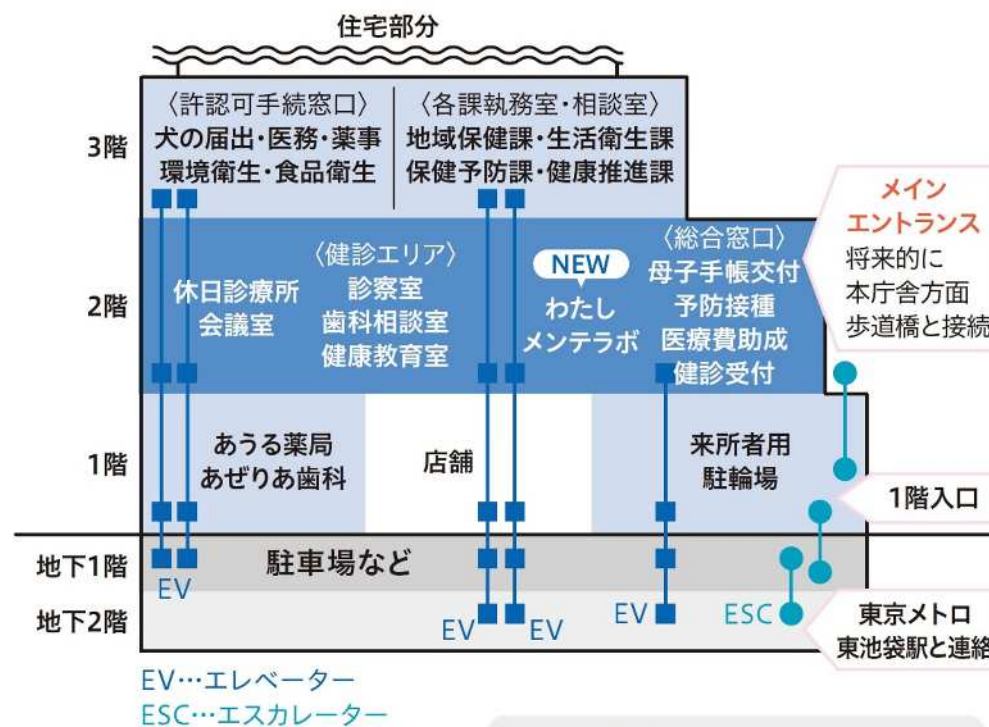 住宅部分
3階
〈許認可手続窓口〉
犬の届出・医務・薬事
環境衛生・食品衛生
〈各課執務室・相談室〉
地域保健課・生活衛生課
保健予防課・健康推進課
2階
休日診療所
会議室
〈健診エリア〉
診察室
歯科相談室
健康教育室
NEW
わたし
メンテラボ
〈総合窓口〉
母子手帳交付
予防接種
医療費助成
健診受付
メイン
エントランス
将来的に
本庁舎方面
歩道橋と接続
1階
あうる薬局
あぜりあ歯科
店舗
来所者用
駐輪場
1階入口
地下1階
駐車場など
EV
地下2階
EV
EV
EV
ESC
東京メトロ
東池袋駅と連絡
EV…エレベーター
ESC…エスカレーター